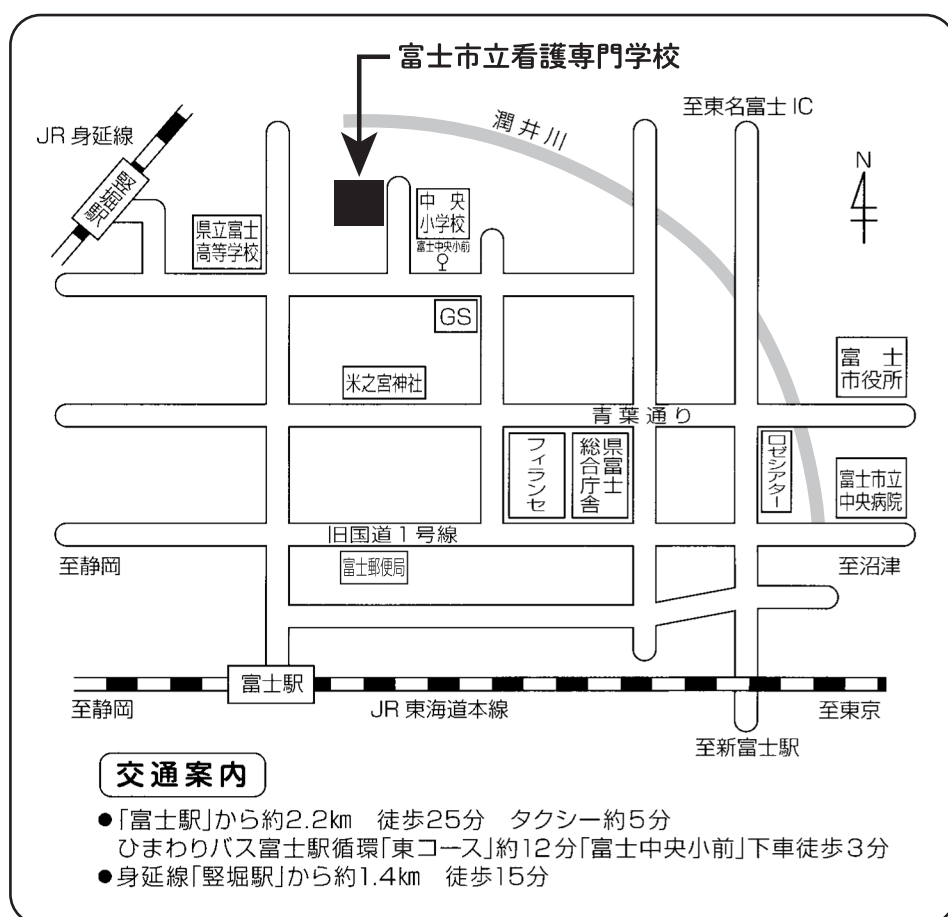 富士市立看護専門学校
至東名富士IC
潤井川
JR身延線
N
竪堀駅
中央
小学校
県立富士
高等学校
富士中央小前
GS
富士
市役所
米之宮神社
青葉通り
フィランセ
県富士
総合庁舎
ロゼシアター
富士市立
中央病院
旧国道1号線
至静岡
富士郵便局
至沼津
富士駅
至静岡
JR東海道本線
至東京
至新富士駅
交通案内
●「富士駅」から約2.2km 徒歩25分 タクシー約5分
ひまわりバス富士駅循環「東コース」約12分「富士中央小前」下車徒歩3分
●身延線「竪堀駅」から約1.4km 徒歩15分